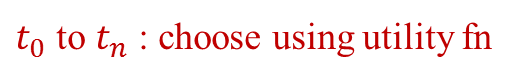 t₀ to tₙ : choose using utility fn